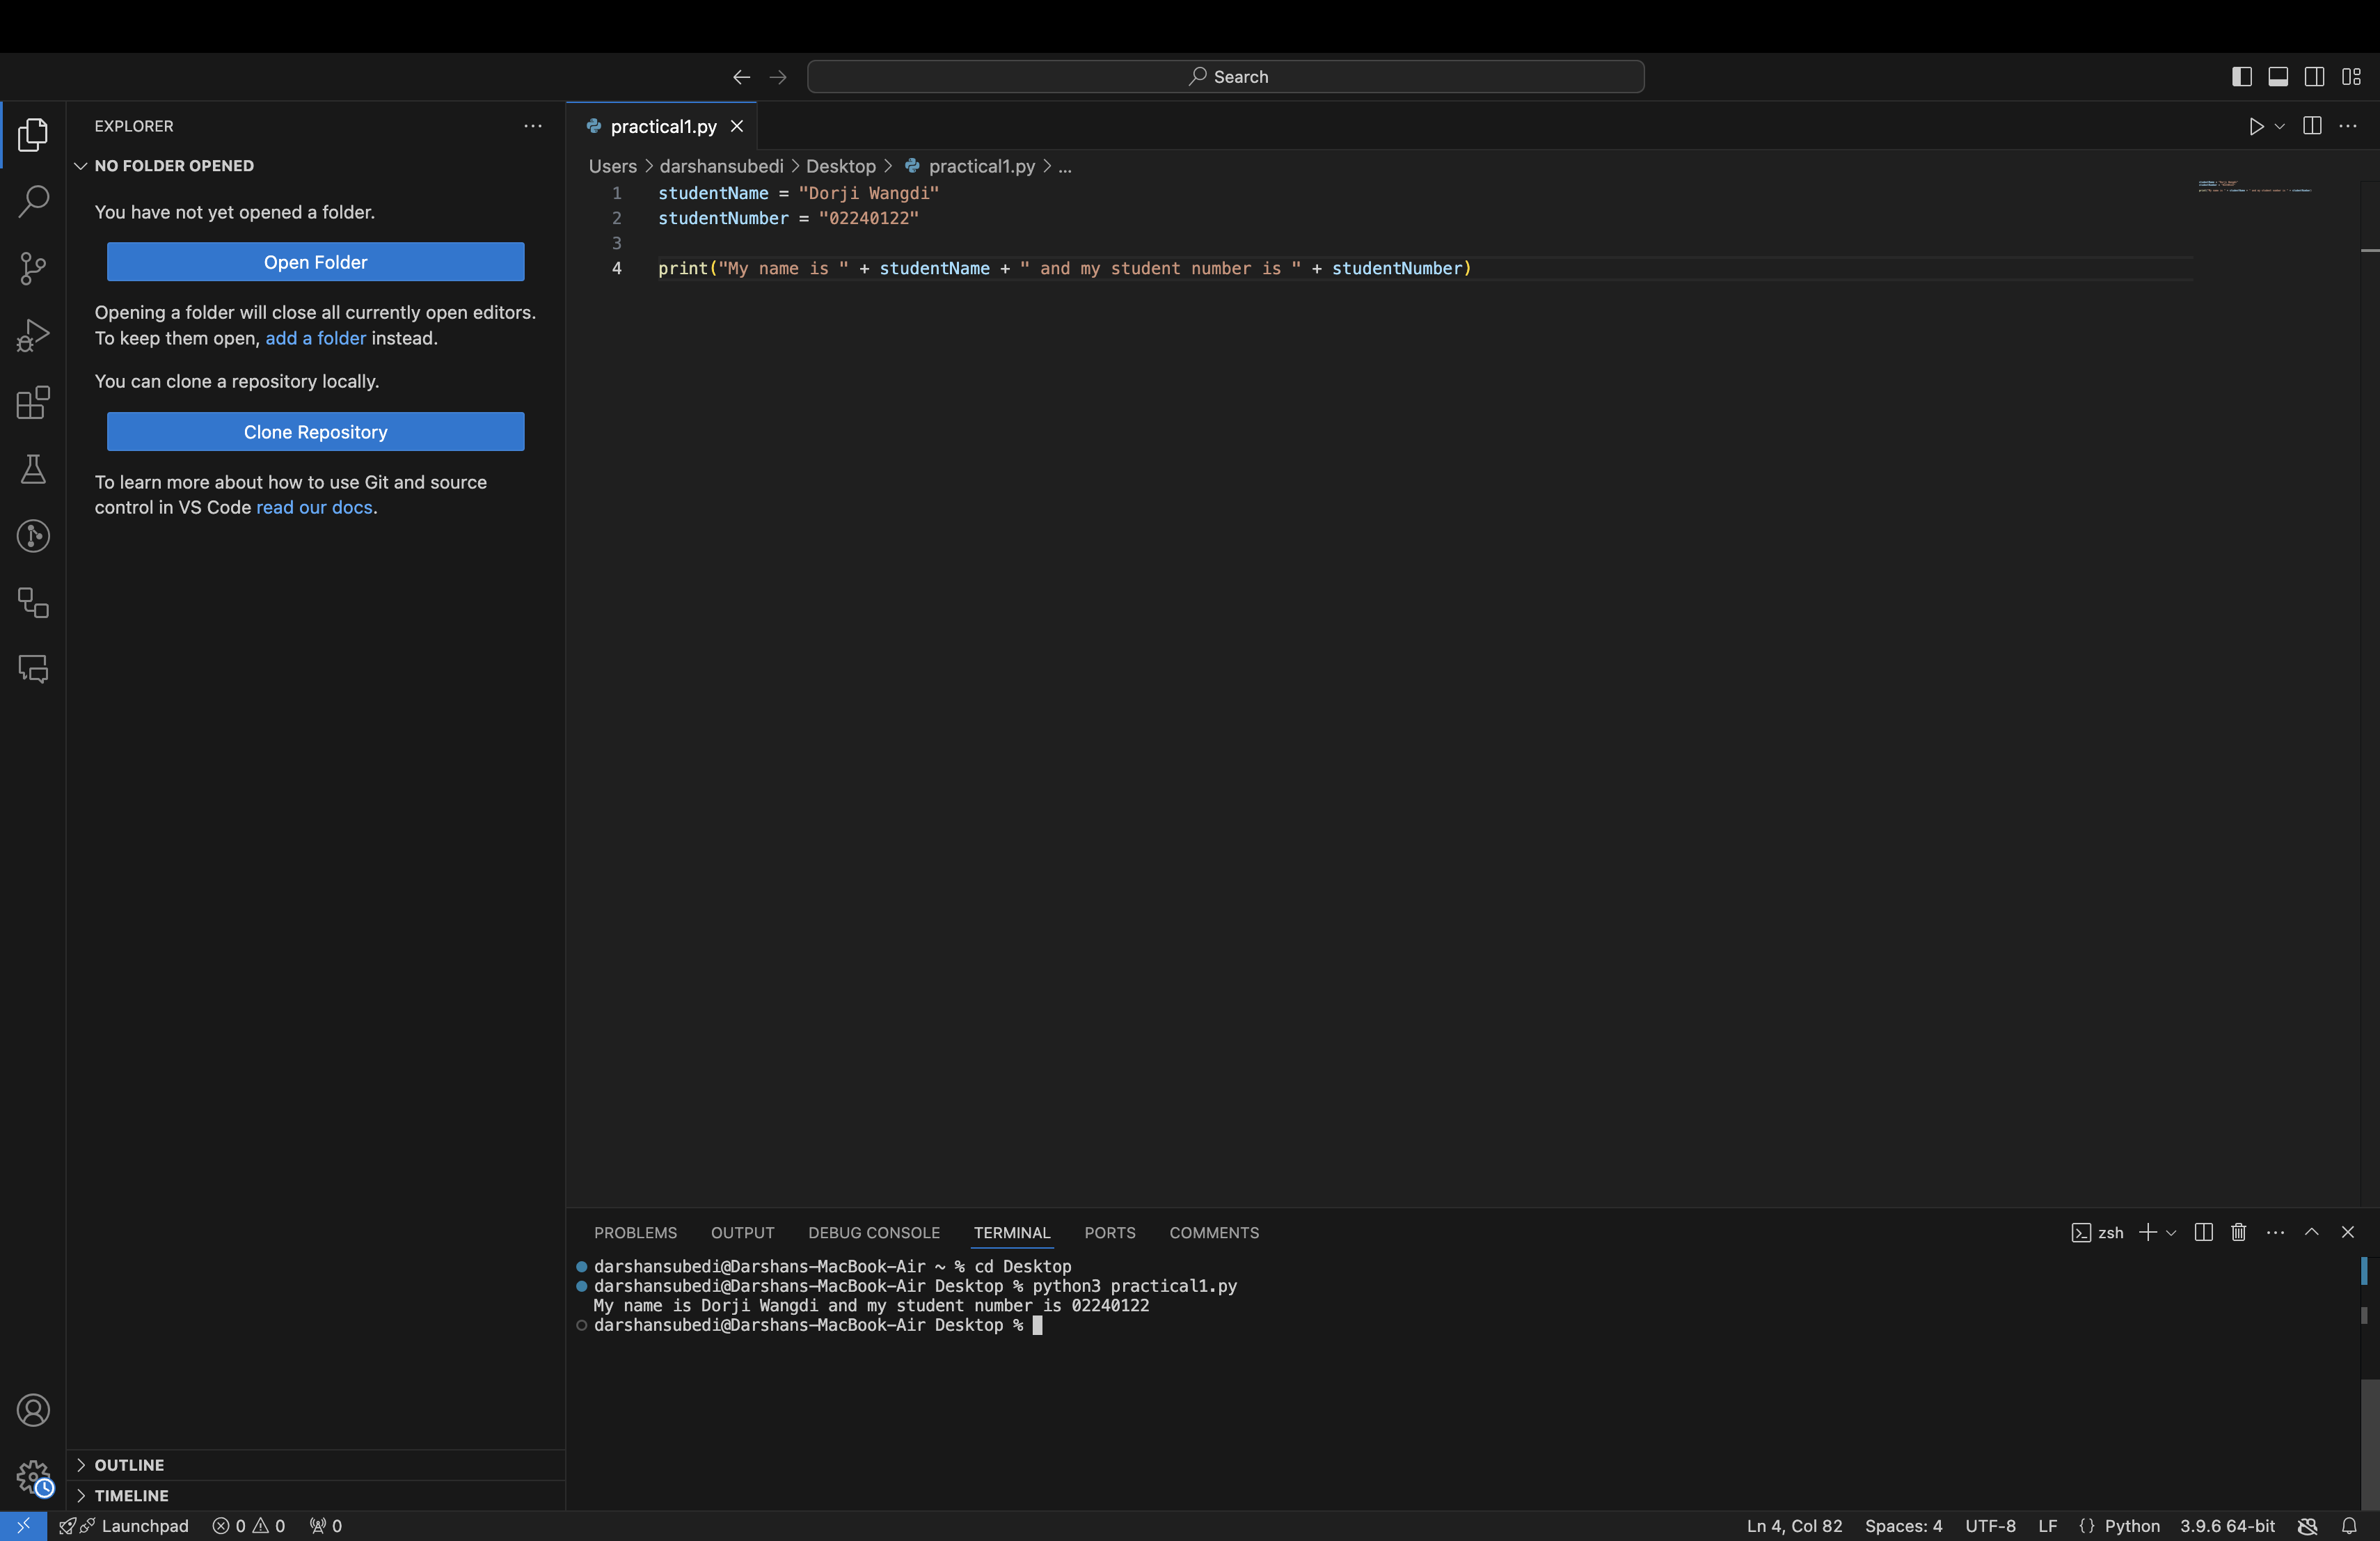 Search
EXPLORER
NO FOLDER OPENED
You have not yet opened a folder.
Open Folder
Opening a folder will close all currently open editors.
To keep them open, add a folder instead.
You can clone a repository locally.
Clone Repository
To learn more about how to use Git and source
control in VS Code read our docs.
OUTLINE
TIMELINE
practical1.py
Users > darshansubedi > Desktop > practical1.py > ...
1 studentName = "Dorji Wangdi"
2 studentNumber = "02240122"
3
4 print("My name is " + studentName + " and my student number is " + studentNumber)
PROBLEMS OUTPUT DEBUG CONSOLE TERMINAL PORTS COMMENTS zsh
darshansubedi@Darshans-MacBook-Air ~ % cd Desktop
darshansubedi@Darshans-MacBook-Air Desktop % python3 practical1.py
My name is Dorji Wangdi and my student number is 02240122
darshansubedi@Darshans-MacBook-Air Desktop %
Launchpad 0 0 0 Ln 4, Col 82 Spaces: 4 UTF-8 LF {} Python 3.9.6 64-bit